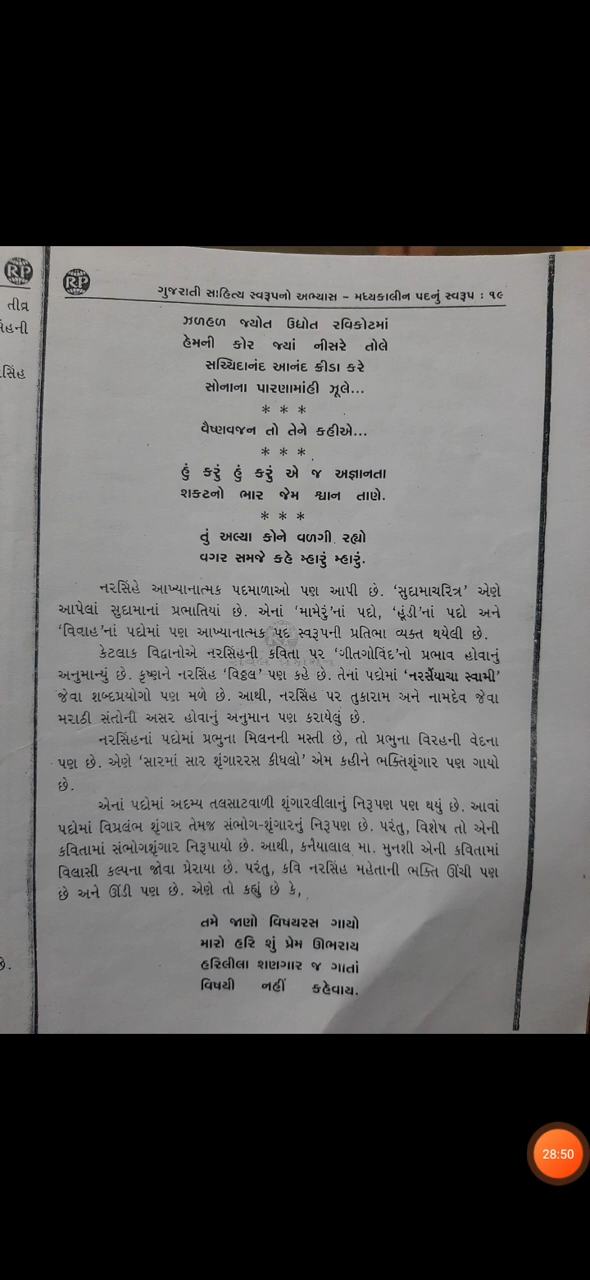 RP
તીવ્ર
RP
ગુજરાતી સાહિત્ય સ્વરૂપનો અભ્યાસ – મધ્યકાલીન પદનું સ્વરૂપ : ૧૯
ઝળહળ જ્યોત ઉદ્યોત રવિકોટમાં
હેમની કોર જ્યાં નીસરે તોલે
સચ્ચિદાનંદ આનંદ ક્રીડા કરે
સોનાના પારણામાંહી ઝૂલે...
* * *
વૈષ્ણવજન તો તેને કહીએ...
* * *
હું કરું હું કરું એ જ અજ્ઞાનતા
શકટનો ભાર જેમ શ્વાન તાણે.
* * *
તું અલ્યા કોને વળગી રહ્યો
વગર સમજે કહે મ્હારું મ્હારું.
નરસિંહે આખ્યાનાત્મક પદમાળાઓ પણ આપી છે. ‘સુદામાચરિત્ર’ એણે
આપેલાં સુદામાનાં પ્રભાતિયાં છે. એનાં ‘મામેરું’નાં પદો, ‘હૂંડી’નાં પદો અને
‘વિવાહ’નાં પદોમાં પણ આખ્યાનાત્મક પદ સ્વરૂપની પ્રતિભા વ્યક્ત થયેલી છે.
કેટલાક વિદ્વાનોએ નરસિંહની કવિતા પર ‘ગીતગોવિંદ’નો પ્રભાવ હોવાનું
અનુમાન્યું છે. કૃષ્ણને નરસિંહ ‘વિઠ્ઠલ’ પણ કહે છે. તેનાં પદોમાં ‘નરસૈંયાચા સ્વામી’
જેવા શબ્દપ્રયોગો પણ મળે છે. આથી, નરસિંહ પર તુકારામ અને નામદેવ જેવા
મરાઠી સંતોની અસર હોવાનું અનુમાન પણ કરાયેલું છે.
નરસિંહનાં પદોમાં પ્રભુના મિલનની મસ્તી છે, તો પ્રભુના વિરહની વેદના
પણ છે. એણે ‘સારમાં સાર શૃંગારરસ કીધલો’ એમ કહીને ભક્તિશૃંગાર પણ ગાયો
છે.
એનાં પદોમાં અદમ્ય તલસાટવાળી શૃંગારલીલાનું નિરૂપણ પણ થયું છે. આવાં
પદોમાં વિપ્રલંભ શૃંગાર તેમજ સંભોગ-શૃંગારનું નિરૂપણ છે. પરંતુ, વિશેષ તો એની
કવિતામાં સંભોગશૃંગાર નિરૂપાયો છે. આથી, કનૈયાલાલ મા. મુનશી એની કવિતામાં
વિલાસી કલ્પના જોવા પ્રેરાયા છે. પરંતુ, કવિ નરસિંહ મહેતાની ભક્તિ ઊંચી પણ
છે અને ઊંડી પણ છે. એણે તો કહ્યું છે કે,
તમે જાણો વિષયરસ ગાયો
મારો હરિ શું પ્રેમ ઊભરાય
હરિલીલા શણગાર જ ગાતાં
વિષયી નહીં કહેવાય.
28:50